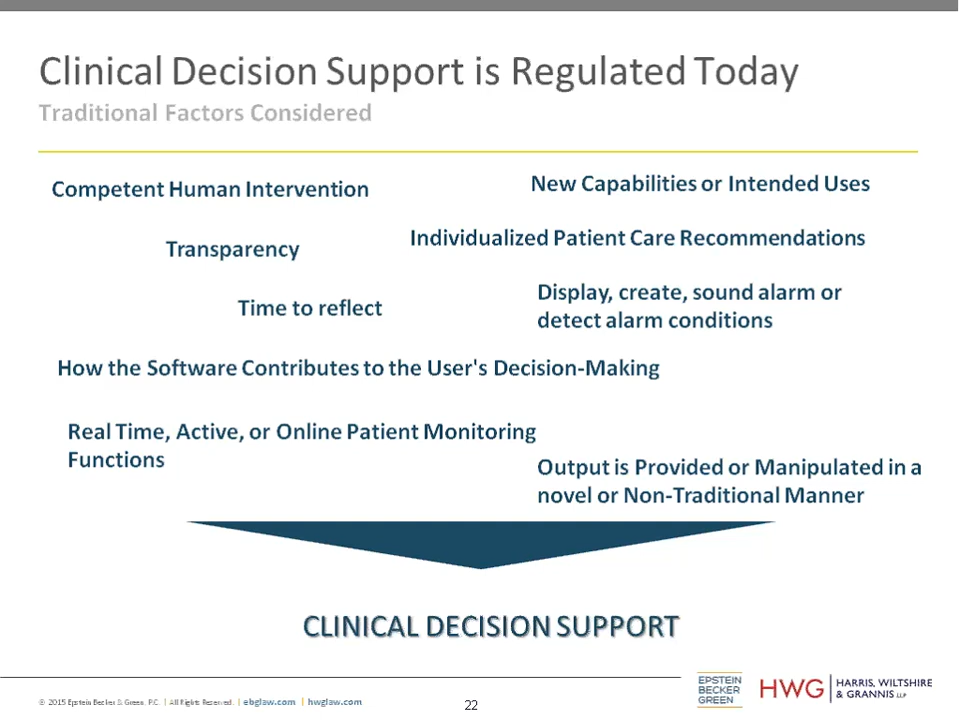 Clinical Decision Support is Regulated Today
Traditional Factors Considered
Competent Human Intervention
New Capabilities or Intended Uses
Transparency
Individualized Patient Care Recommendations
Time to reflect
Display, create, sound alarm or
detect alarm conditions
How the Software Contributes to the User's Decision-Making
Real Time, Active, or Online Patient Monitoring
Functions
Output is Provided or Manipulated in a
novel or Non-Traditional Manner
CLINICAL DECISION SUPPORT
© 2015 Epstein Becker & Green, P.C. | All Rights Reserved. | ebglaw.com | hwglaw.com
22
EPSTEIN
BECKER
GREEN
HWG
HARRIS, WILTSHIRE
& GRANNIS LLP